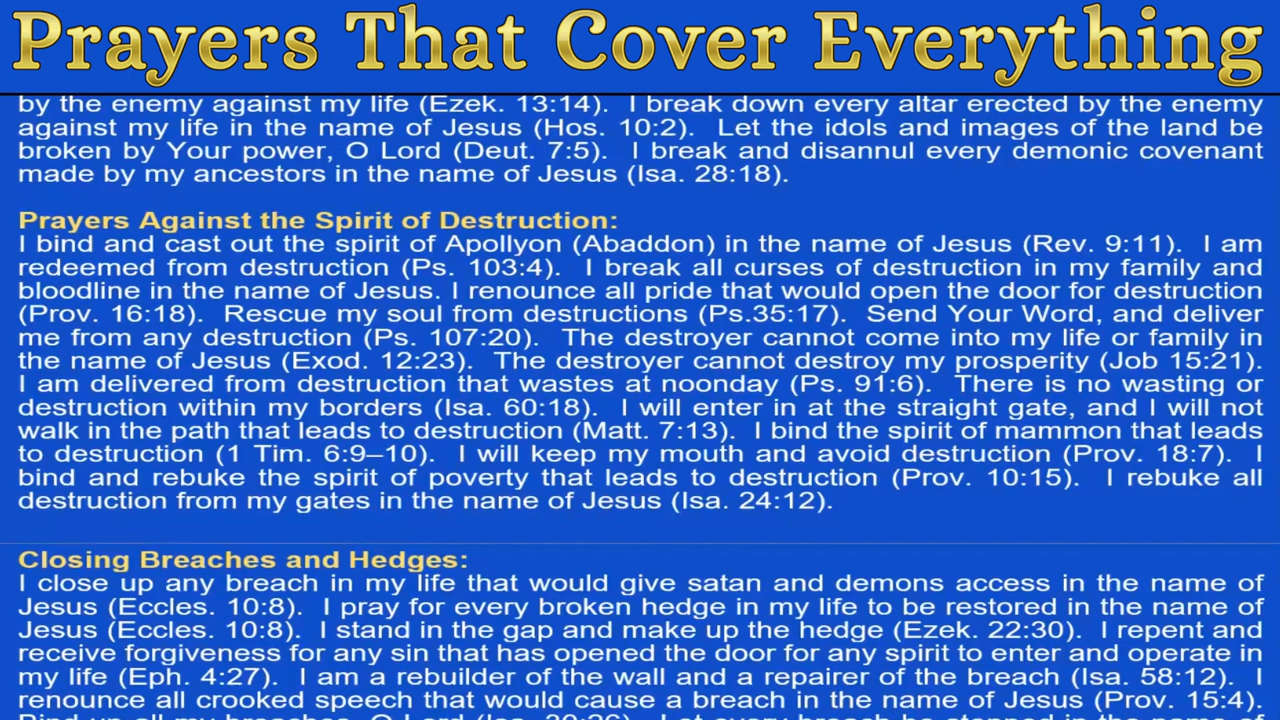 Prayers That Cover Everything
by the enemy against my life (Ezek. 13:14). I break down every altar erected by the enemy
against my life in the name of Jesus (Hos. 10:2). Let the idols and images of the land be
broken by Your power, O Lord (Deut. 7:5). I break and disannul every demonic covenant
made by my ancestors in the name of Jesus (Isa. 28:18).
Prayers Against the Spirit of Destruction:
I bind and cast out the spirit of Apollyon (Abaddon) in the name of Jesus (Rev. 9:11). I am
redeemed from destruction (Ps. 103:4). I break all curses of destruction in my family and
bloodline in the name of Jesus. I renounce all pride that would open the door for destruction
(Prov. 16:18). Rescue my soul from destructions (Ps.35:17). Send Your Word, and deliver
me from any destruction (Ps. 107:20). The destroyer cannot come into my life or family in
the name of Jesus (Exod. 12:23). The destroyer cannot destroy my prosperity (Job 15:21).
I am delivered from destruction that wastes at noonday (Ps. 91:6). There is no wasting or
destruction within my borders (Isa. 60:18). I will enter in at the straight gate, and I will not
walk in the path that leads to destruction (Matt. 7:13). I bind the spirit of mammon that leads
to destruction (1 Tim. 6:9–10). I will keep my mouth and avoid destruction (Prov. 18:7). I
bind and rebuke the spirit of poverty that leads to destruction (Prov. 10:15). I rebuke all
destruction from my gates in the name of Jesus (Isa. 24:12).
Closing Breaches and Hedges:
I close up any breach in my life that would give satan and demons access in the name of
Jesus (Eccles. 10:8). I pray for every broken hedge in my life to be restored in the name of
Jesus (Eccles. 10:8). I stand in the gap and make up the hedge (Ezek. 22:30). I repent and
receive forgiveness for any sin that has opened the door for any spirit to enter and operate in
my life (Eph. 4:27). I am a rebuilder of the wall and a repairer of the breach (Isa. 58:12). I
renounce all crooked speech that would cause a breach in the name of Jesus (Prov. 15:4).
Bind up all my breaches, O Lord (Isa. 30:26). Let every breach be stopped in the name of